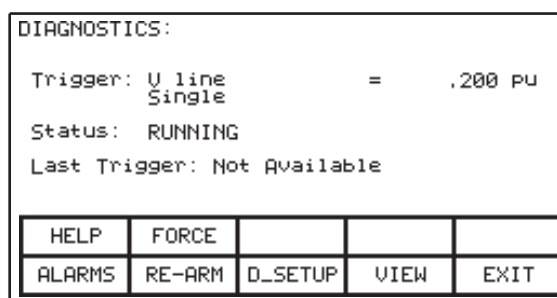 DIAGNOSTICS:
Trigger: V line = .200 pu
Single
Status: RUNNING
Last Trigger: Not Available
HELP FORCE
ALARMS RE-ARM D_SETUP VIEW EXIT